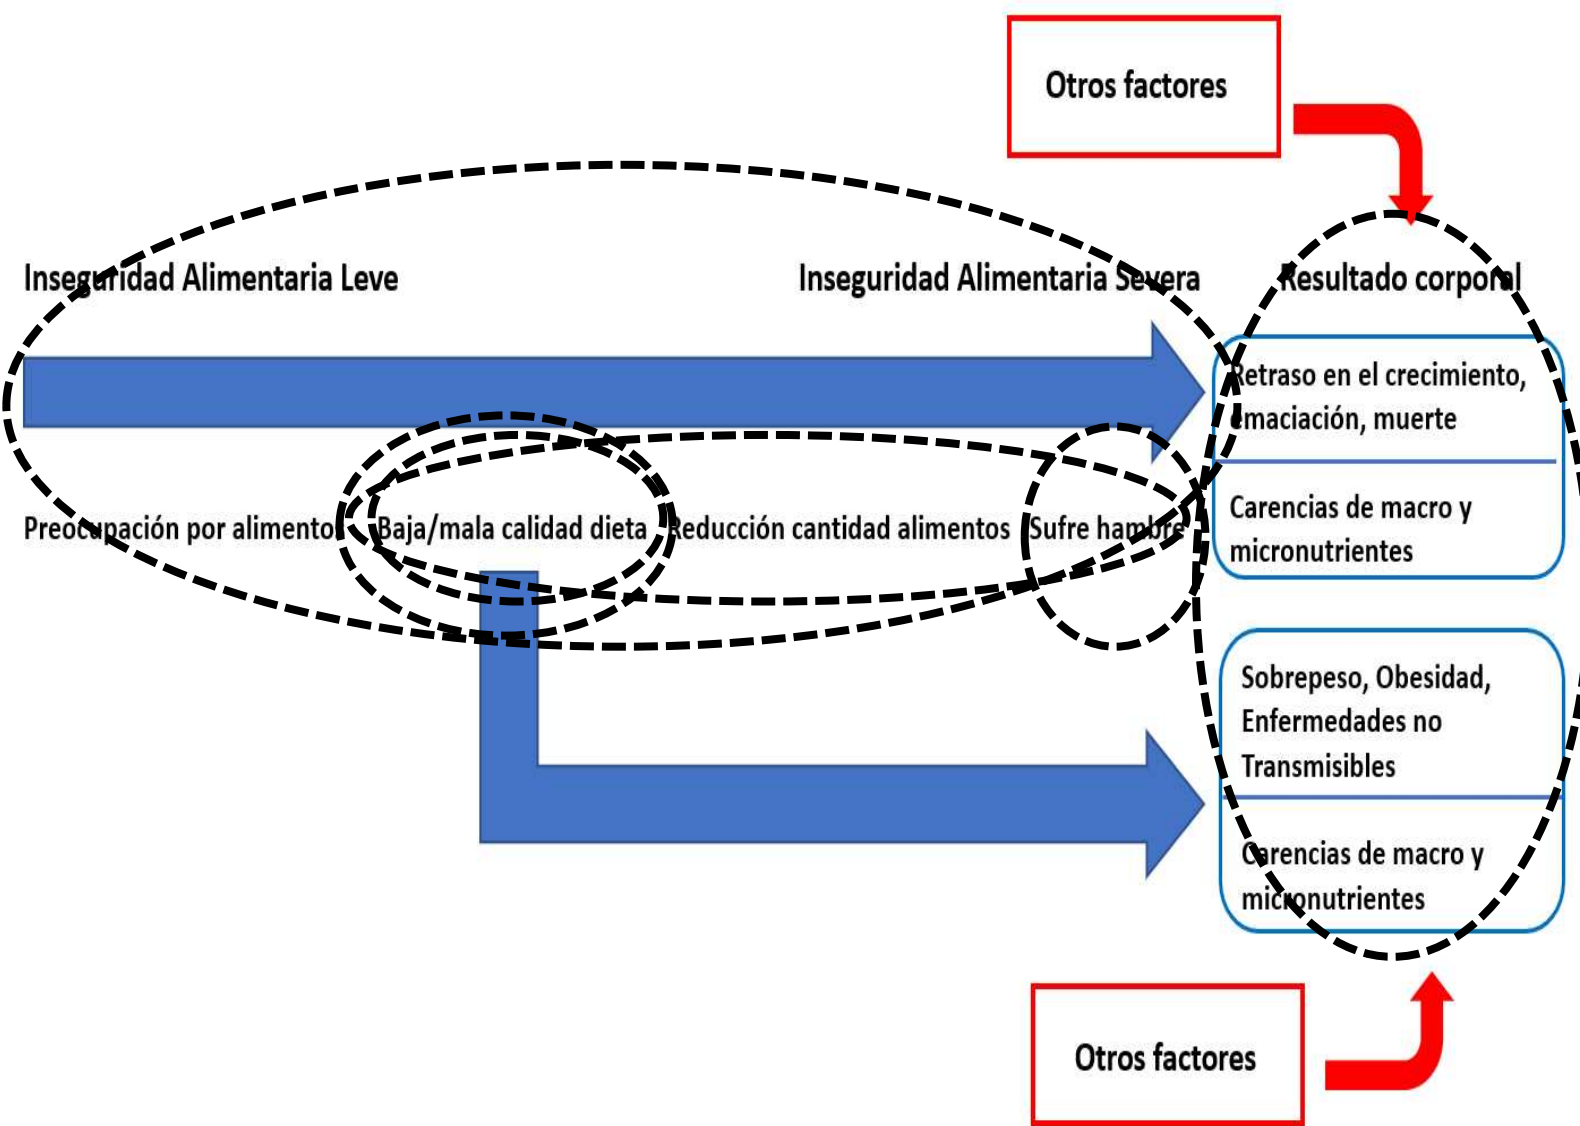 Otros factores
Inseguridad Alimentaria Leve
Inseguridad Alimentaria Severa
Resultado corporal
Retraso en el crecimiento,
emaciación, muerte
Carencias de macro y
micronutrientes
Preocupación por alimentos
Baja/mala calidad dieta
Reducción cantidad alimentos
Sufre hambre
Sobrepeso, Obesidad,
Enfermedades no
Transmisibles
Carencias de macro y
micronutrientes
Otros factores